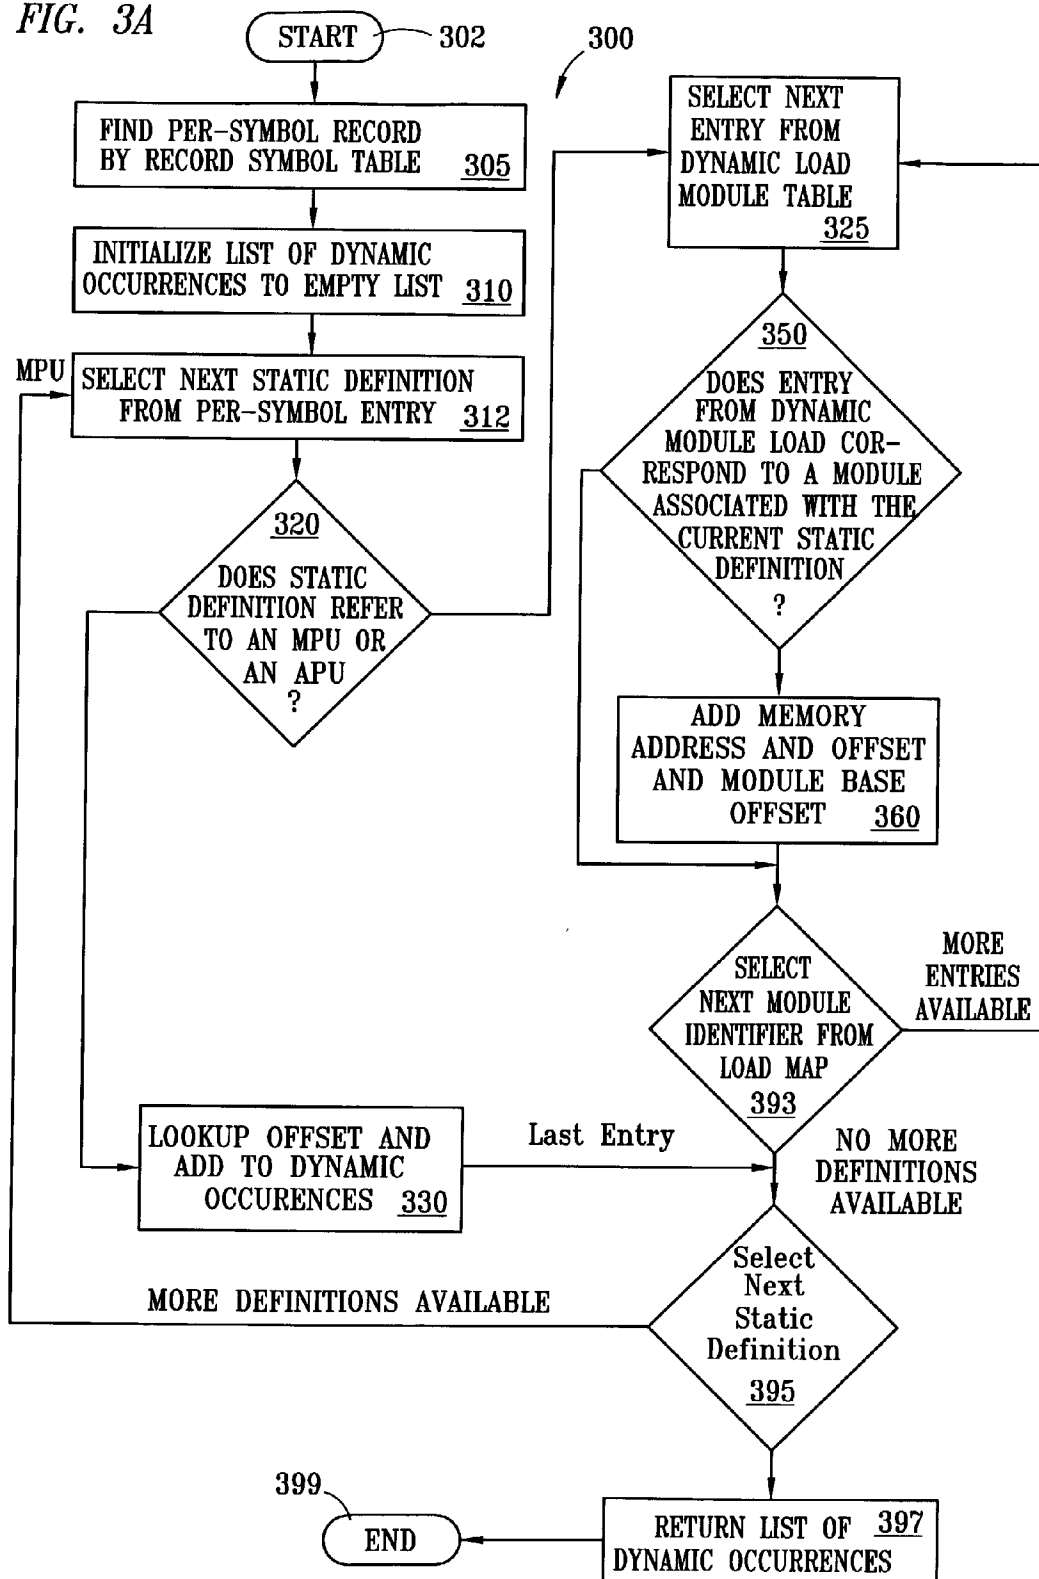 FIG. 3A
START
302
300
FIND PER-SYMBOL RECORD
BY RECORD SYMBOL TABLE
305
INITIALIZE LIST OF DYNAMIC
OCCURRENCES TO EMPTY LIST
310
MPU
SELECT NEXT STATIC DEFINITION
FROM PER-SYMBOL ENTRY
312
320
DOES STATIC
DEFINITION REFER
TO AN MPU OR
AN APU
?
SELECT NEXT
ENTRY FROM
DYNAMIC LOAD
MODULE TABLE
325
350
DOES ENTRY
FROM DYNAMIC
MODULE LOAD COR-
RESPOND TO A MODULE
ASSOCIATED WITH THE
CURRENT STATIC
DEFINITION
?
ADD MEMORY
ADDRESS AND OFFSET
AND MODULE BASE
OFFSET
360
SELECT
NEXT MODULE
IDENTIFIER FROM
LOAD MAP
393
MORE
ENTRIES
AVAILABLE
LOOKUP OFFSET AND
ADD TO DYNAMIC
OCCURENCES
330
Last Entry
NO MORE
DEFINITIONS
AVAILABLE
MORE DEFINITIONS AVAILABLE
Select
Next
Static
Definition
395
399
END
RETURN LIST OF
DYNAMIC OCCURRENCES
397